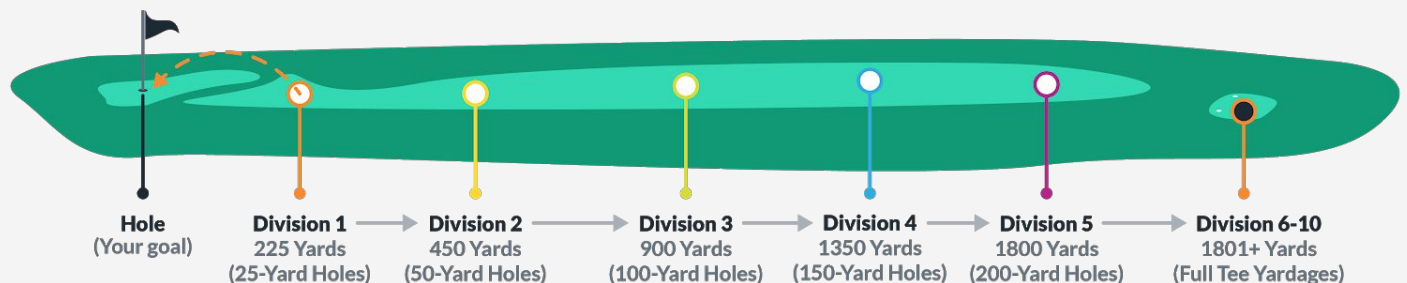 Hole
(Your goal)
Division 1
225 Yards
(25-Yard Holes)
Division 2
450 Yards
(50-Yard Holes)
Division 3
900 Yards
(100-Yard Holes)
Division 4
1350 Yards
(150-Yard Holes)
Division 5
1800 Yards
(200-Yard Holes)
Division 6-10
1801+ Yards
(Full Tee Yardages)